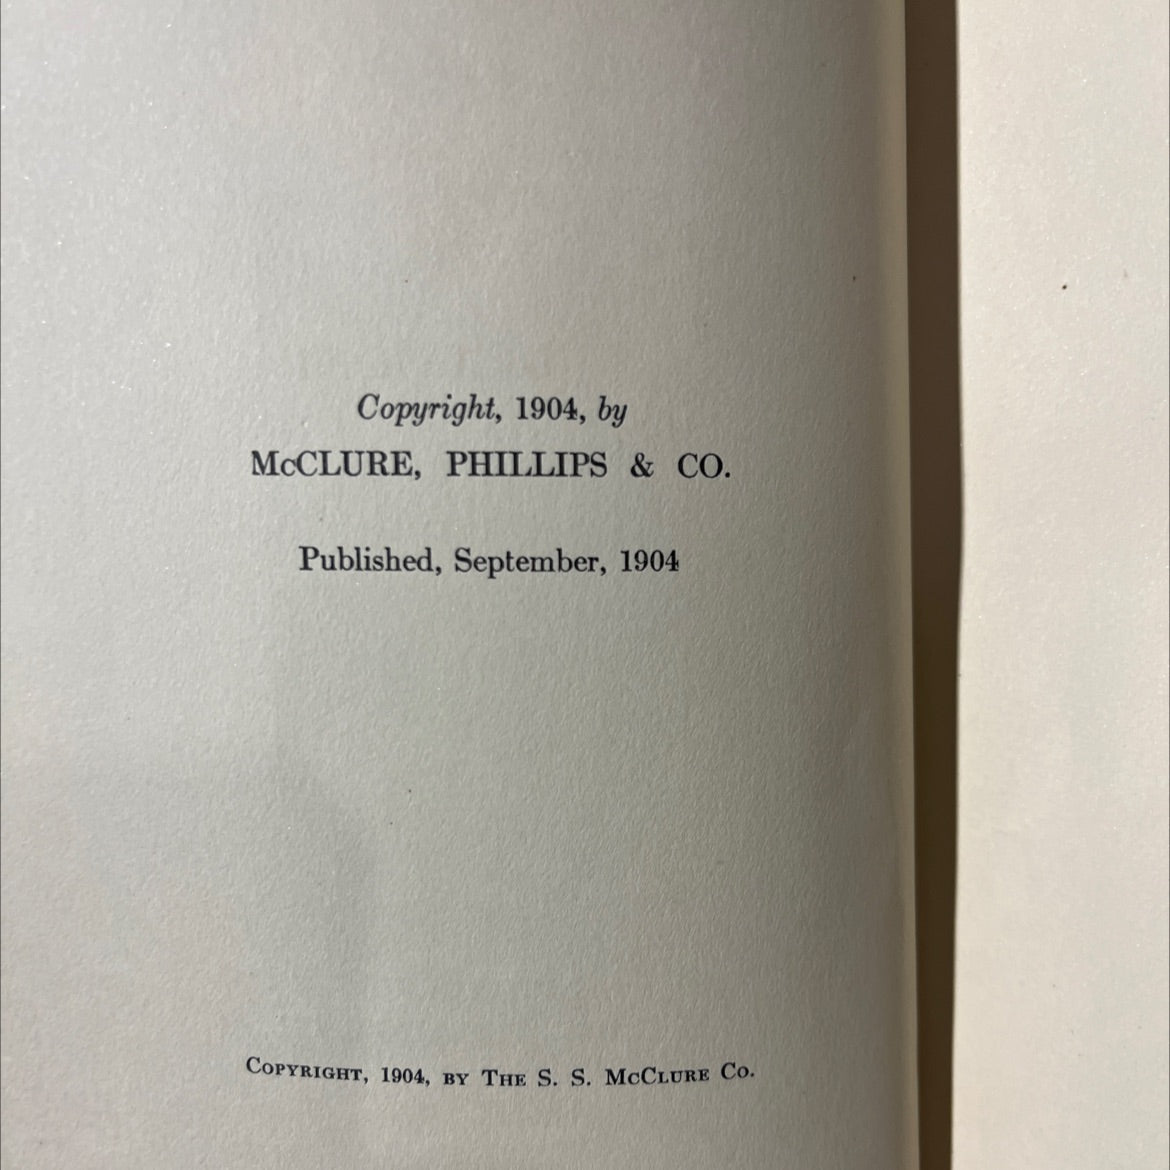 Copyright, 1904, by
McCLURE, PHILLIPS & CO.
Published, September, 1904
Copyright, 1904, by The S. S. McClure Co.